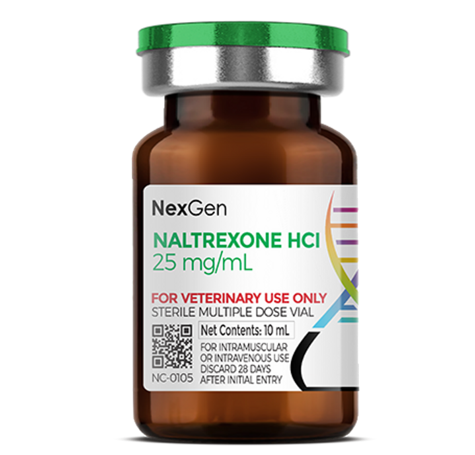 NexGen
NALTREXONE HCl
25 mg/mL
FOR VETERINARY USE ONLY
STERILE MULTIPLE DOSE VIAL
Net Contents: 10 mL
FOR INTRAMUSCULAR
OR INTRAVENOUS USE
DISCARD 28 DAYS
AFTER INITIAL ENTRY
NC-0105